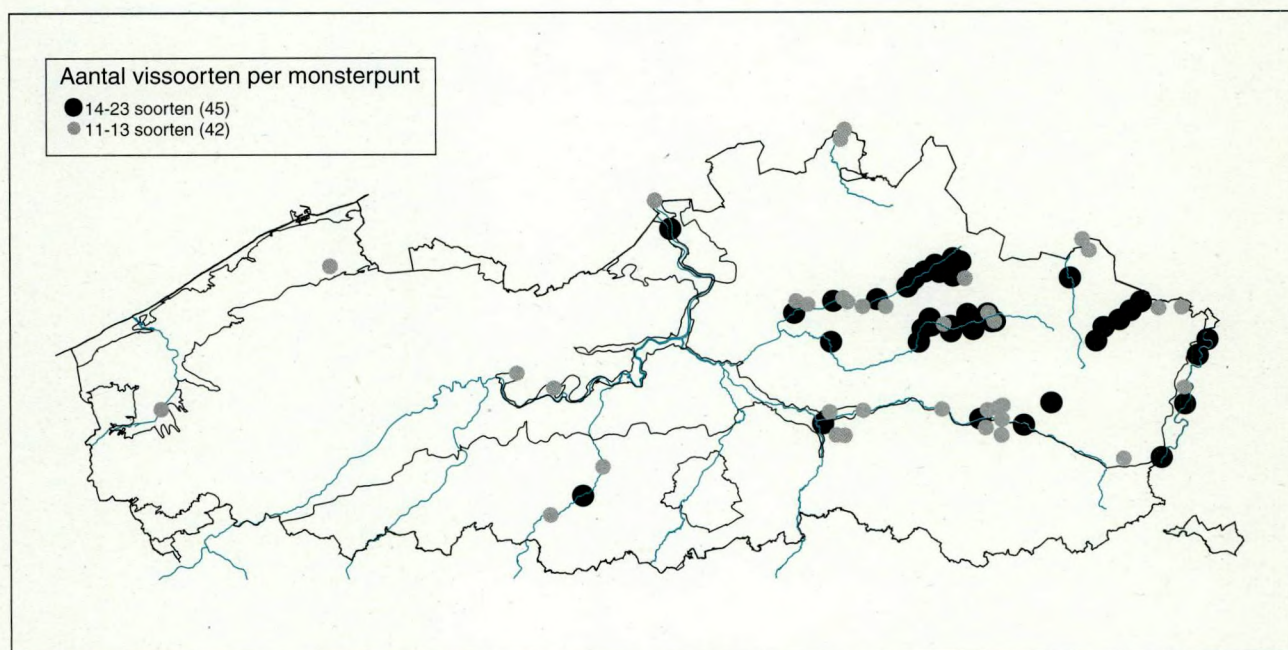 Aantal vissoorten per monsterpunt
14-23 soorten (45)
11-13 soorten (42)